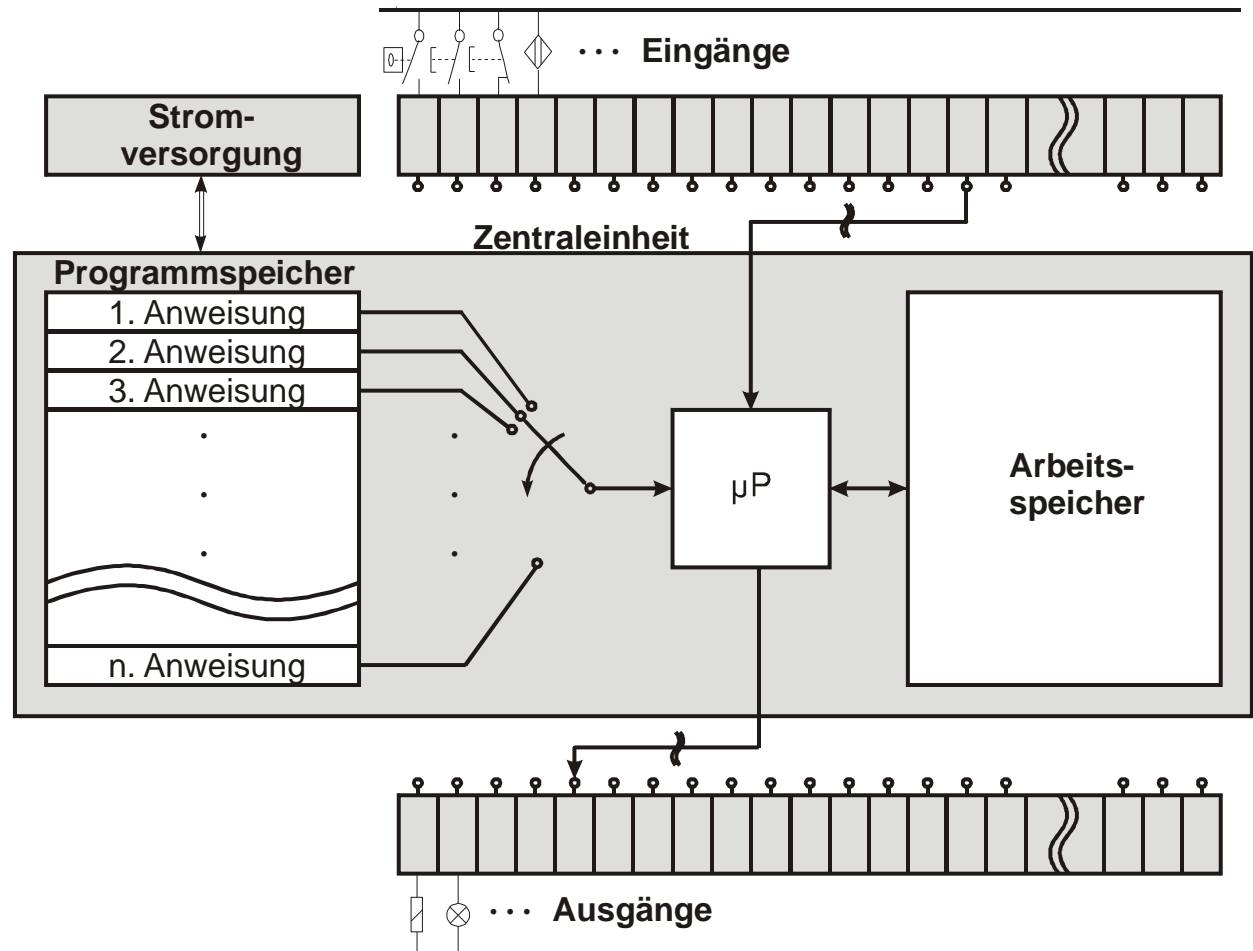 ... Eingänge
Strom-
versorgung
Zentraleinheit
Programmspeicher
1. Anweisung
2. Anweisung
3. Anweisung
n. Anweisung
µP
Arbeits-
speicher
... Ausgänge